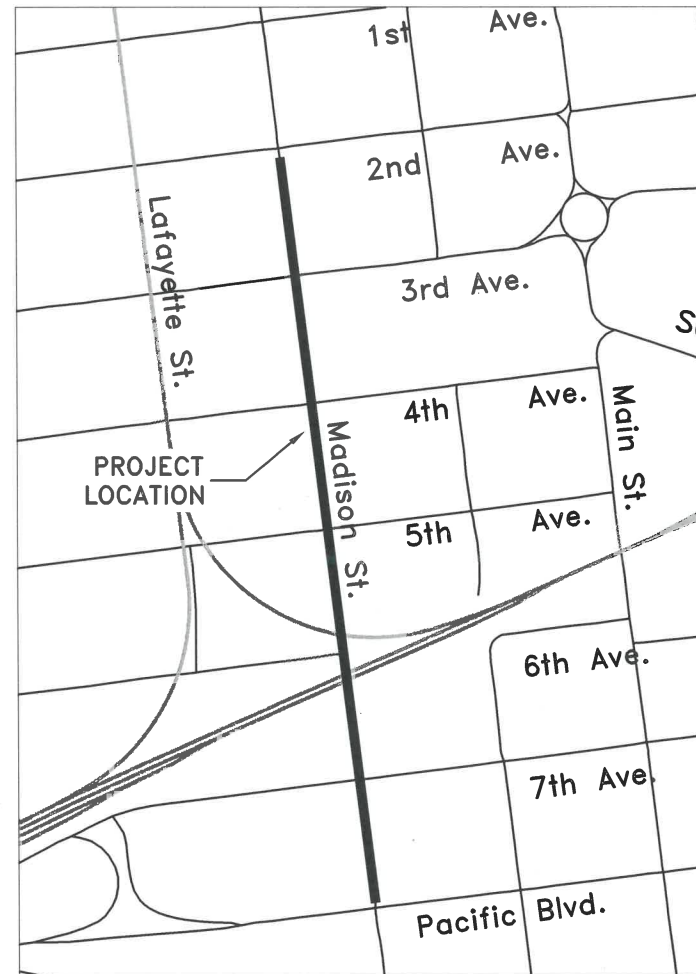 1st Ave.
2nd Ave.
Lafayette St.
3rd Ave.
4th Ave.
Main St.
PROJECT
LOCATION
Madison St.
5th Ave.
6th Ave.
7th Ave.
Pacific Blvd.